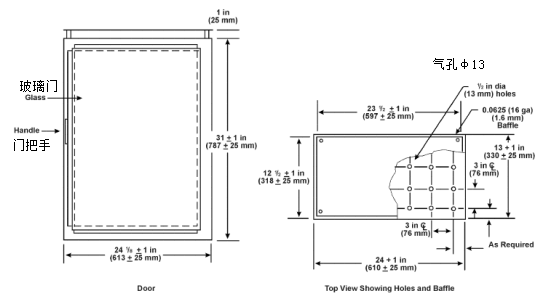 1 in
(25 mm)
玻璃门
Glass
Handle
门把手
31 ± 1 in
(787 ± 25 mm)
24 1/8 ± 1 in
(613 ± 25 mm)
Door
气孔φ13
1/2 in dia
(13 mm) holes
23 1/2 ± 1 in
(597 ± 25 mm)
0.0625 (16 ga)
(1.6 mm)
Baffle
12 1/2 ± 1 in
(318 ± 25 mm)
13 + 1 in
(330 ± 25 mm)
3 in ℄
(76 mm)
3 in ℄
(76 mm)
As Required
24 + 1 in
(610 ± 25 mm)
Top View Showing Holes and Baffle